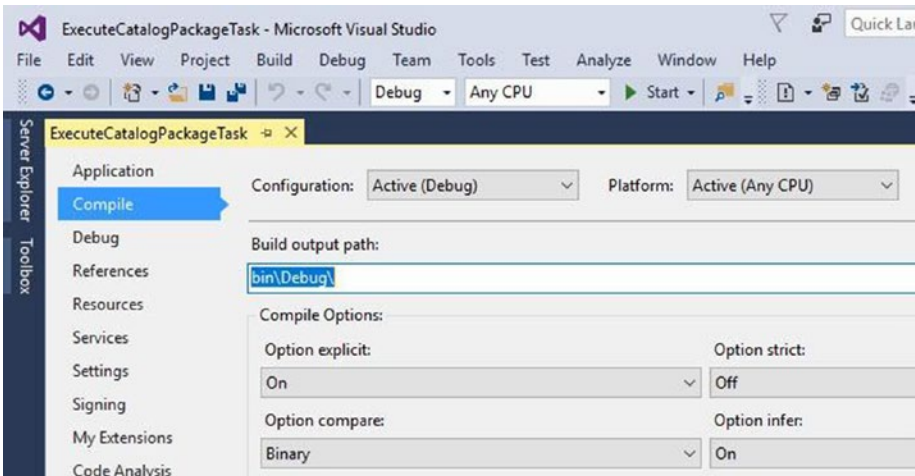 ExecuteCatalogPackageTask - Microsoft Visual Studio
File Edit View Project Build Debug Team Tools Test Analyze Window Help
Debug Any CPU Start
Server Explorer
Toolbox
ExecuteCatalogPackageTask
Application
Compile
Debug
References
Resources
Services
Settings
Signing
My Extensions
Code Analysis
Configuration: Active (Debug) Platform: Active (Any CPU)
Build output path:
bin\Debug\
Compile Options:
Option explicit: Option strict:
On Off
Option compare: Option infer:
Binary On